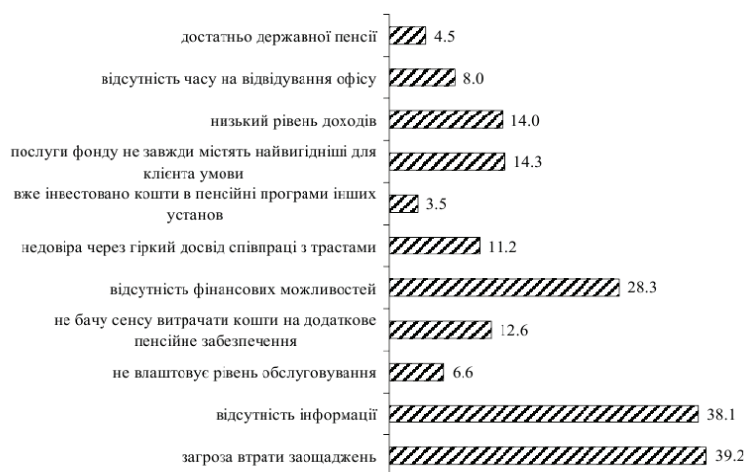 достатньо державної пенсії 4.5
відсутність часу на відвідування офісу 8.0
низький рівень доходів 14.0
послуги фонду не завжди містять найвигідніші для
клієнта умови 14.3
вже інвестовано кошти в пенсійні програми інших
установ 3.5
недовіра через гіркий досвід співпраці з трастами 11.2
відсутність фінансових можливостей 28.3
не бачу сенсу витрачати кошти на додаткове
пенсійне забезпечення 12.6
не влаштовує рівень обслуговування 6.6
відсутність інформації 38.1
загроза втрати заощаджень 39.2